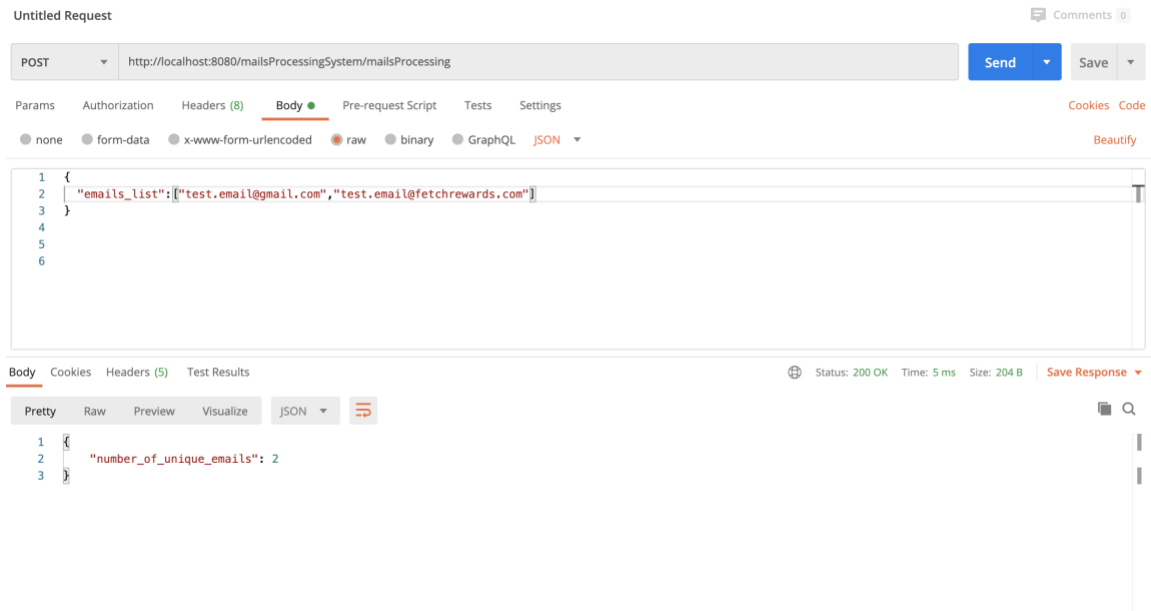 Untitled Request
Comments 0
POST http://localhost:8080/mailsProcessingSystem/mailsProcessing Send Save
Params Authorization Headers (8) Body Pre-request Script Tests Settings Cookies Code
none form-data x-www-form-urlencoded raw binary GraphQL JSON Beautify
1 {
2 "emails_list":["test.email@gmail.com","test.email@fetchrewards.com"]
3 }
4
5
6
Body Cookies Headers (5) Test Results Status: 200 OK Time: 5 ms Size: 204 B Save Response
Pretty Raw Preview Visualize JSON
1 {
2 "number_of_unique_emails": 2
3 }